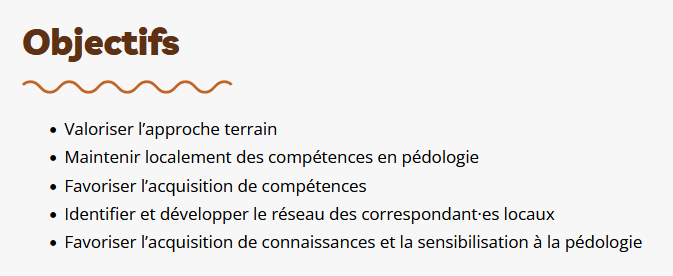 Objectifs
• Valoriser l’approche terrain
• Maintenir localement des compétences en pédologie
• Favoriser l’acquisition de compétences
• Identifier et développer le réseau des correspondant·es locaux
• Favoriser l’acquisition de connaissances et la sensibilisation à la pédologie